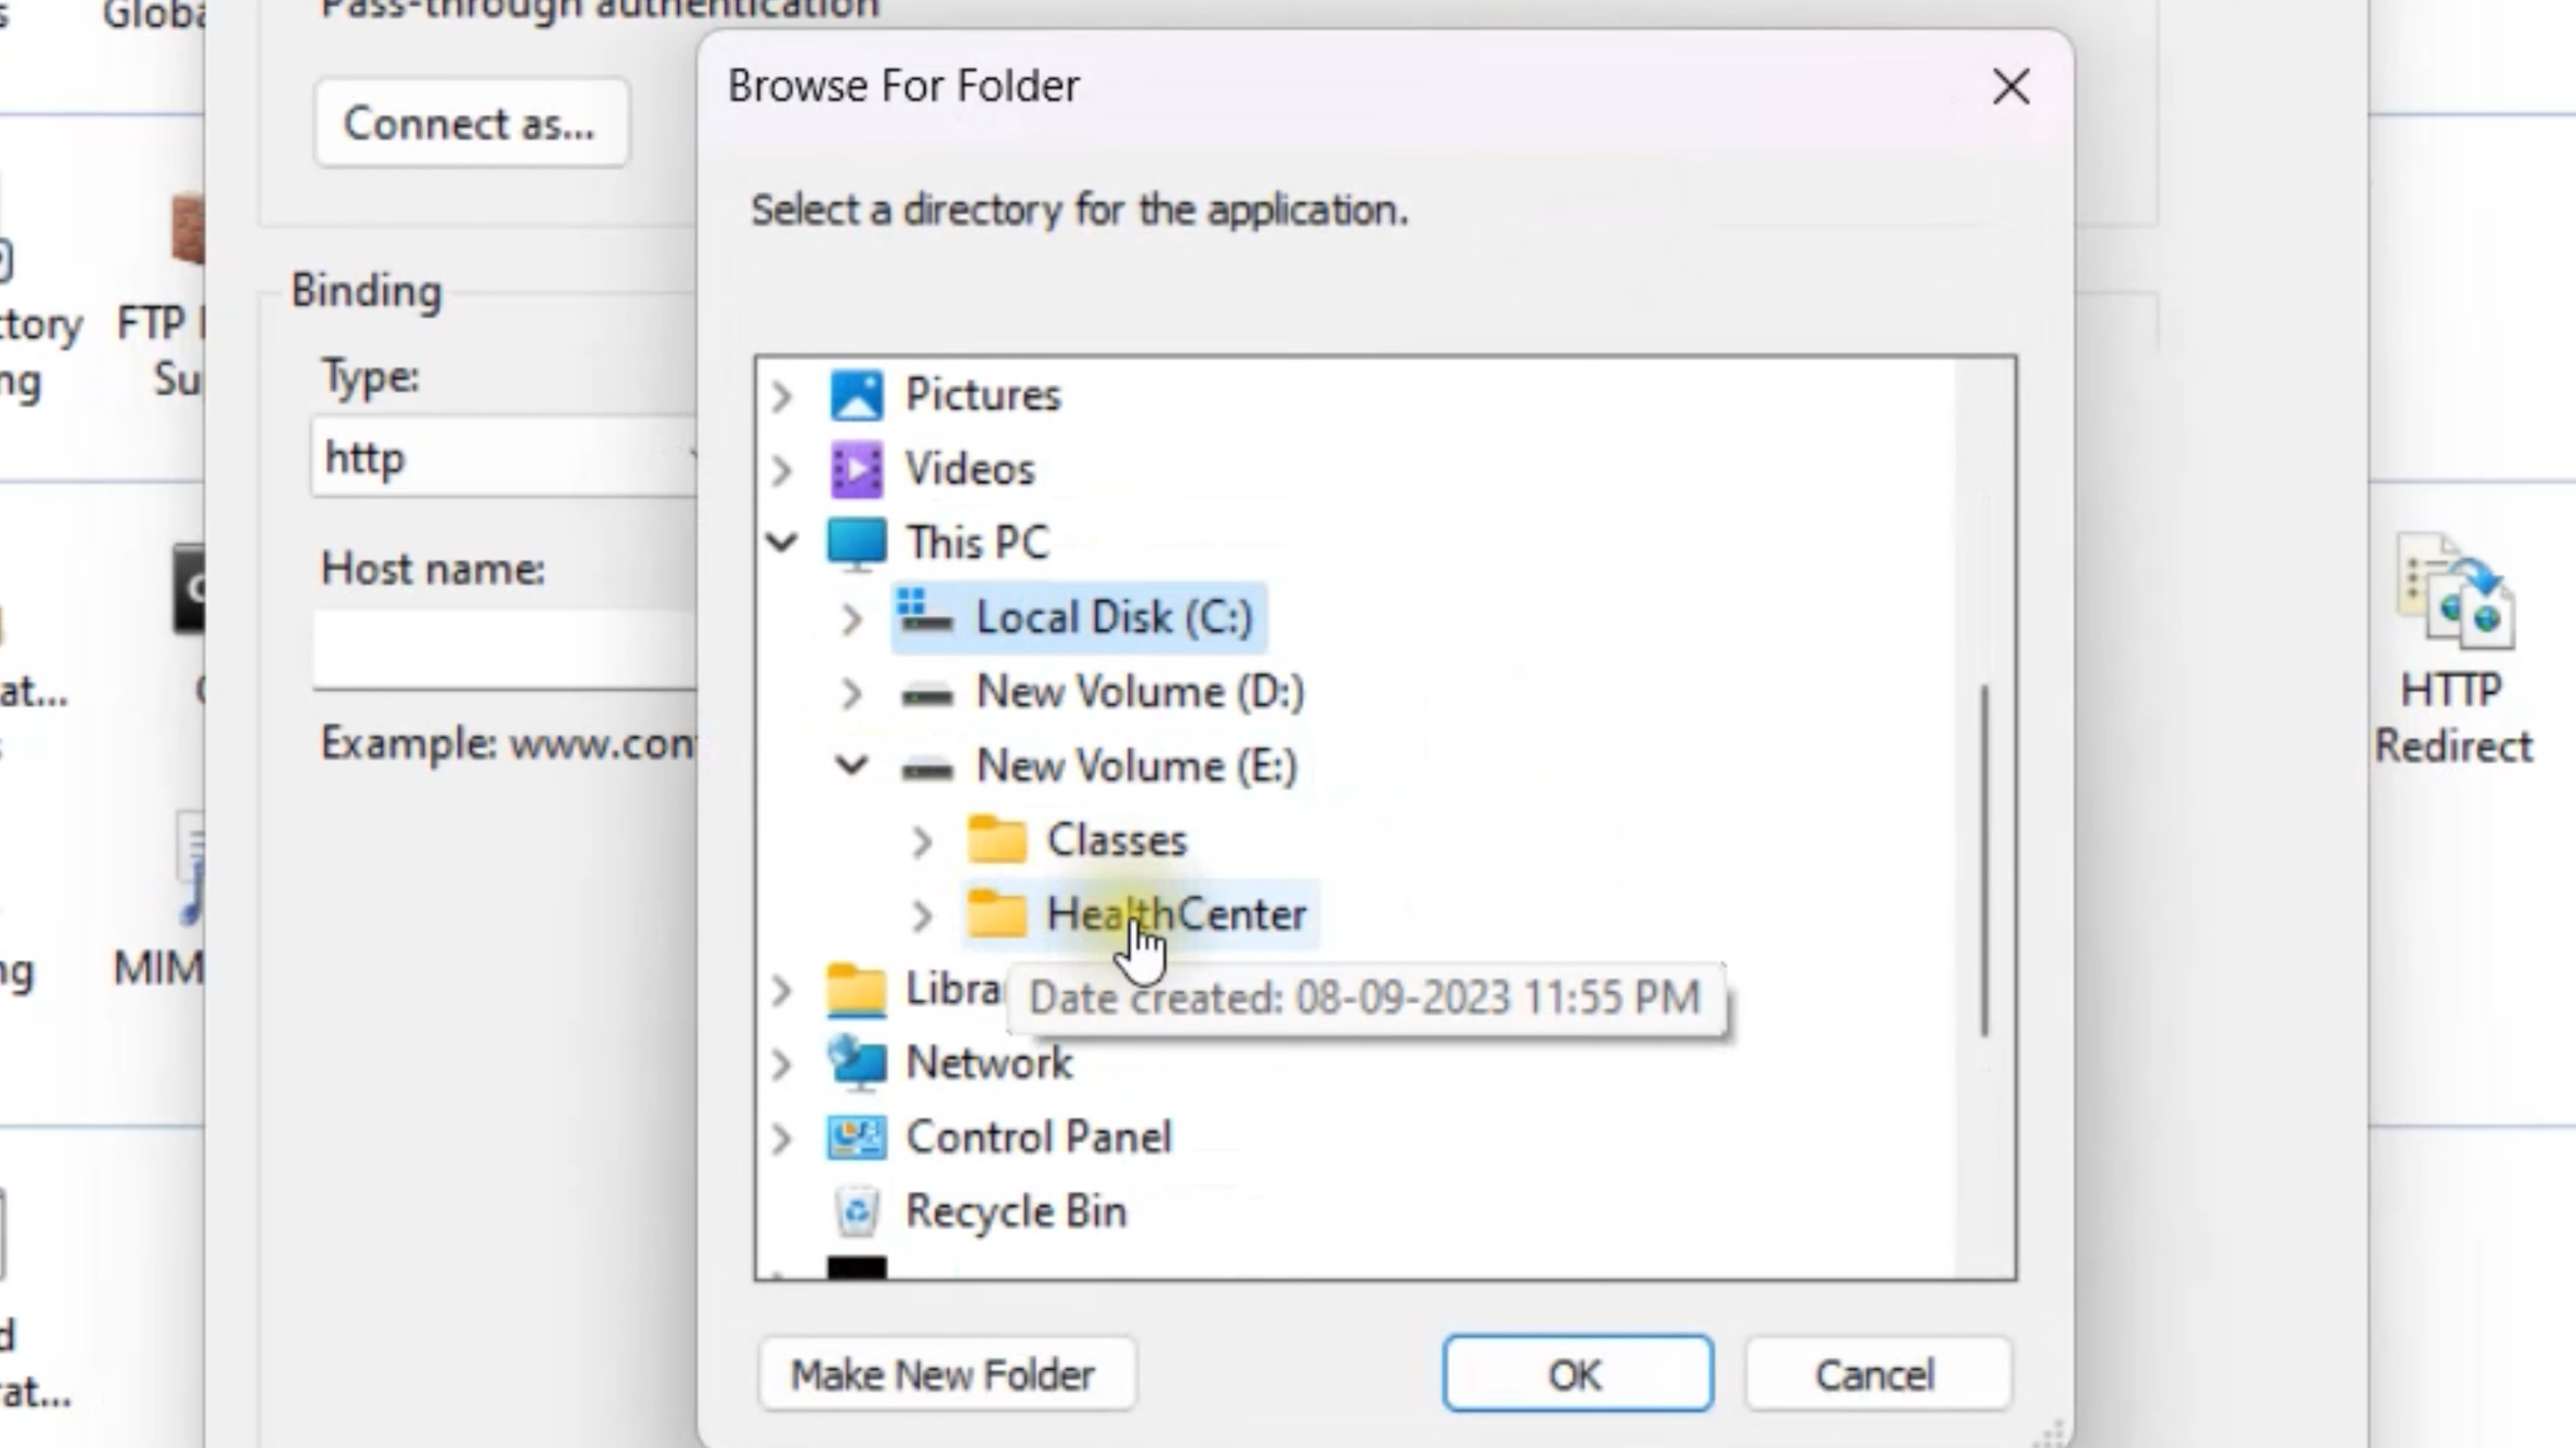 Global
Pass-through authentication
Connect as...
Browse For Folder
Select a directory for the application.
Binding
Type:
http
Host name:
Example: www.con
Pictures
Videos
This PC
Local Disk (C:)
New Volume (D:)
New Volume (E:)
Classes
HealthCenter
Date created: 08-09-2023 11:55 PM
Libra
Network
Control Panel
Recycle Bin
Make New Folder
OK
Cancel
tory
ng
FTP
Su
at...
ng
MIM
d
rat...
HTTP
Redirect